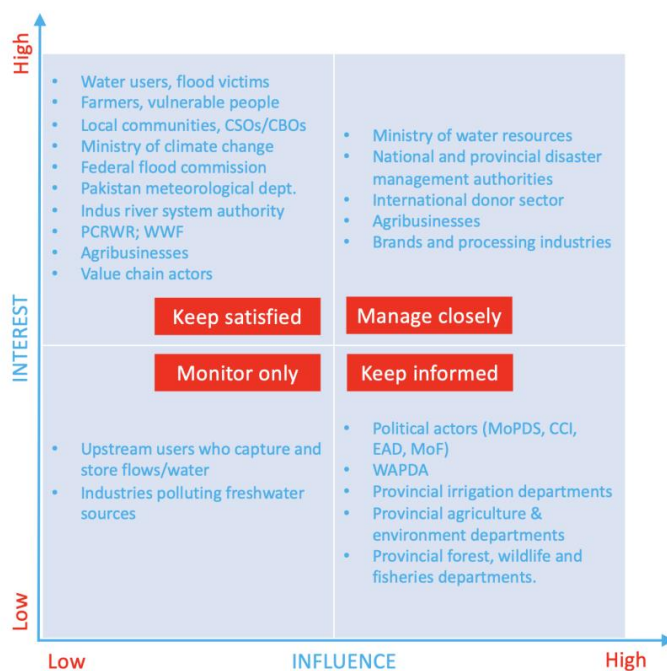 High
• Water users, flood victims
• Farmers, vulnerable people
• Local communities, CSOs/CBOs
• Ministry of climate change
• Federal flood commission
• Pakistan meteorological dept.
• Indus river system authority
• PCRWR; WWF
• Agribusinesses
• Value chain actors
• Ministry of water resources
• National and provincial disaster
management authorities
• International donor sector
• Agribusinesses
• Brands and processing industries
Keep satisfied
Manage closely
INTEREST
Monitor only
Keep informed
• Upstream users who capture and
store flows/water
• Industries polluting freshwater
sources
• Political actors (MoPDS, CCI,
EAD, MoF)
• WAPDA
• Provincial irrigation departments
• Provincial agriculture &
environment departments
• Provincial forest, wildlife and
fisheries departments.
Low
Low
INFLUENCE
High